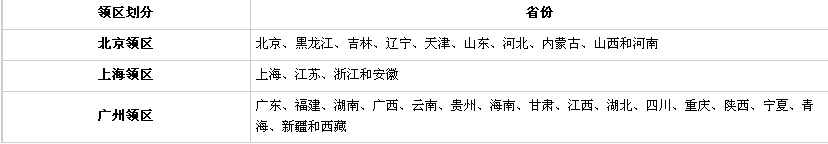 领区划分 省份
北京领区 北京、黑龙江、吉林、辽宁、天津、山东、河北、内蒙古、山西和河南
上海领区 上海、江苏、浙江和安徽
广州领区 广东、福建、湖南、广西、云南、贵州、海南、甘肃、江西、湖北、四川、重庆、陕西、宁夏、青
海、新疆和西藏